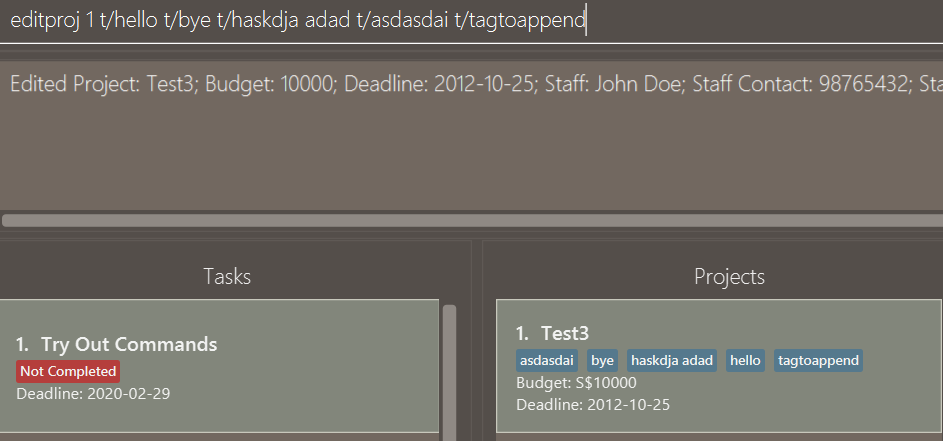 editproj 1 t/hello t/bye t/haskdja adad t/asdasdai t/tagtoappend
Edited Project: Test3; Budget: 10000; Deadline: 2012-10-25; Staff: John Doe; Staff Contact: 98765432; Sta
Tasks
1. Try Out Commands
Not Completed
Deadline: 2020-02-29
Projects
1. Test3
asdasdai bye haskdja adad hello tagtoappend
Budget: S$10000
Deadline: 2012-10-25